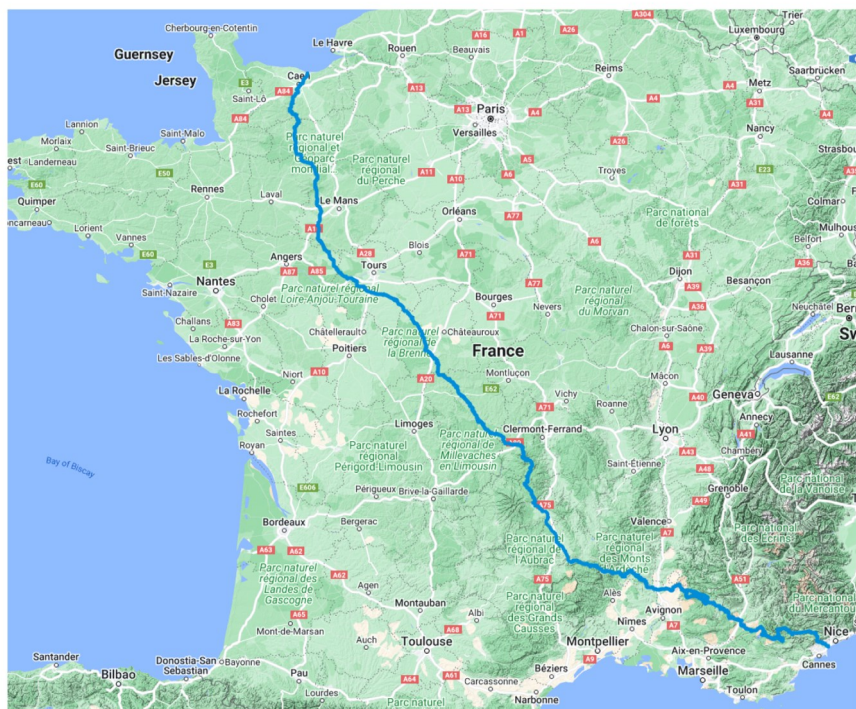 Cherbourg-en-Cotentin
A304
Trier
A16
A1
A26
Luxembourg
Le Havre
Rouen
Beauvais
Guernsey
Jersey
E3
Saint-Lô
A84
A84
A13
A13
A4
Reims
A4
Metz
Saarbrücken
A31
A4
Paris
Versailles
A5
A6
A26
Nancy
Lannion
Morlaix
Saint-Brieuc
Saint-Malo
Landerneau
E50
Parc naturel
régional du
Perche
Troyes
E23
A31
E60
Quimper
Rennes
Laval
Le Mans
A11
A10
A77
Parc national
de forêts
Colmar
Lorient
Vannes
Orléans
A6
A31
Belfort
E60
E3
Angers
A87
A85
A28
Tours
Blois
A71
A77
Dijon
A39
Besançon
A36
Nantes
Saint-Nazaire
Cholet
Parc naturel régional
Loire-Anjou-Touraine
Bourges
A71
Nevers
Parc naturel
régional du
Morvan
A36
Neuchâtel
Challans
La Roche-sur-Yon
A83
Châtellerault
Poitiers
Parc naturel
régional de
la Brenne
Châteauroux
France
Chalon-sur-Saône
A6
A39
Lausanne
Les Sables-d'Olonne
Niort
A10
A20
E62
Montluçon
Mâcon
A40
Geneva
E62
La Rochelle
Rochefort
Saintes
Royan
Limoges
A71
Vichy
Roanne
Annecy
A41
Clermont-Ferrand
Lyon
A43
Chambéry
Bay of Biscay
Parc naturel
régional
Périgord-Limousin
Parc naturel
régional de
Millevaches
en Limousin
Saint-Étienne
A48
A49
Grenoble
Parc national
de la Vanoise
E606
Périgueux
Brive-la-Gaillarde
Bordeaux
Bergerac
A75
Valence
A7
Parc national
des Écrins
A63
A62
A62
Parc naturel
régional des
Landes de
Gascogne
Agen
Parc naturel
régional de
l'Aubrac
Parc naturel
régional
des Monts
d'Ardèche
A51
A65
Montauban
Albi
A75
Alès
Avignon
Parc national
du Mercantour
Mont-de-Marsan
Auch
Toulouse
A68
Parc naturel
régional
des Grands
Causses
Nîmes
A7
Nice
Santander
Bilbao
Donostia-San
Sebastián
Bayonne
Pau
Lourdes
A64
A61
Carcassonne
Béziers
Narbonne
Montpellier
A9
Aix-en-Provence
Marseille
Toulon
Cannes
Parc naturel